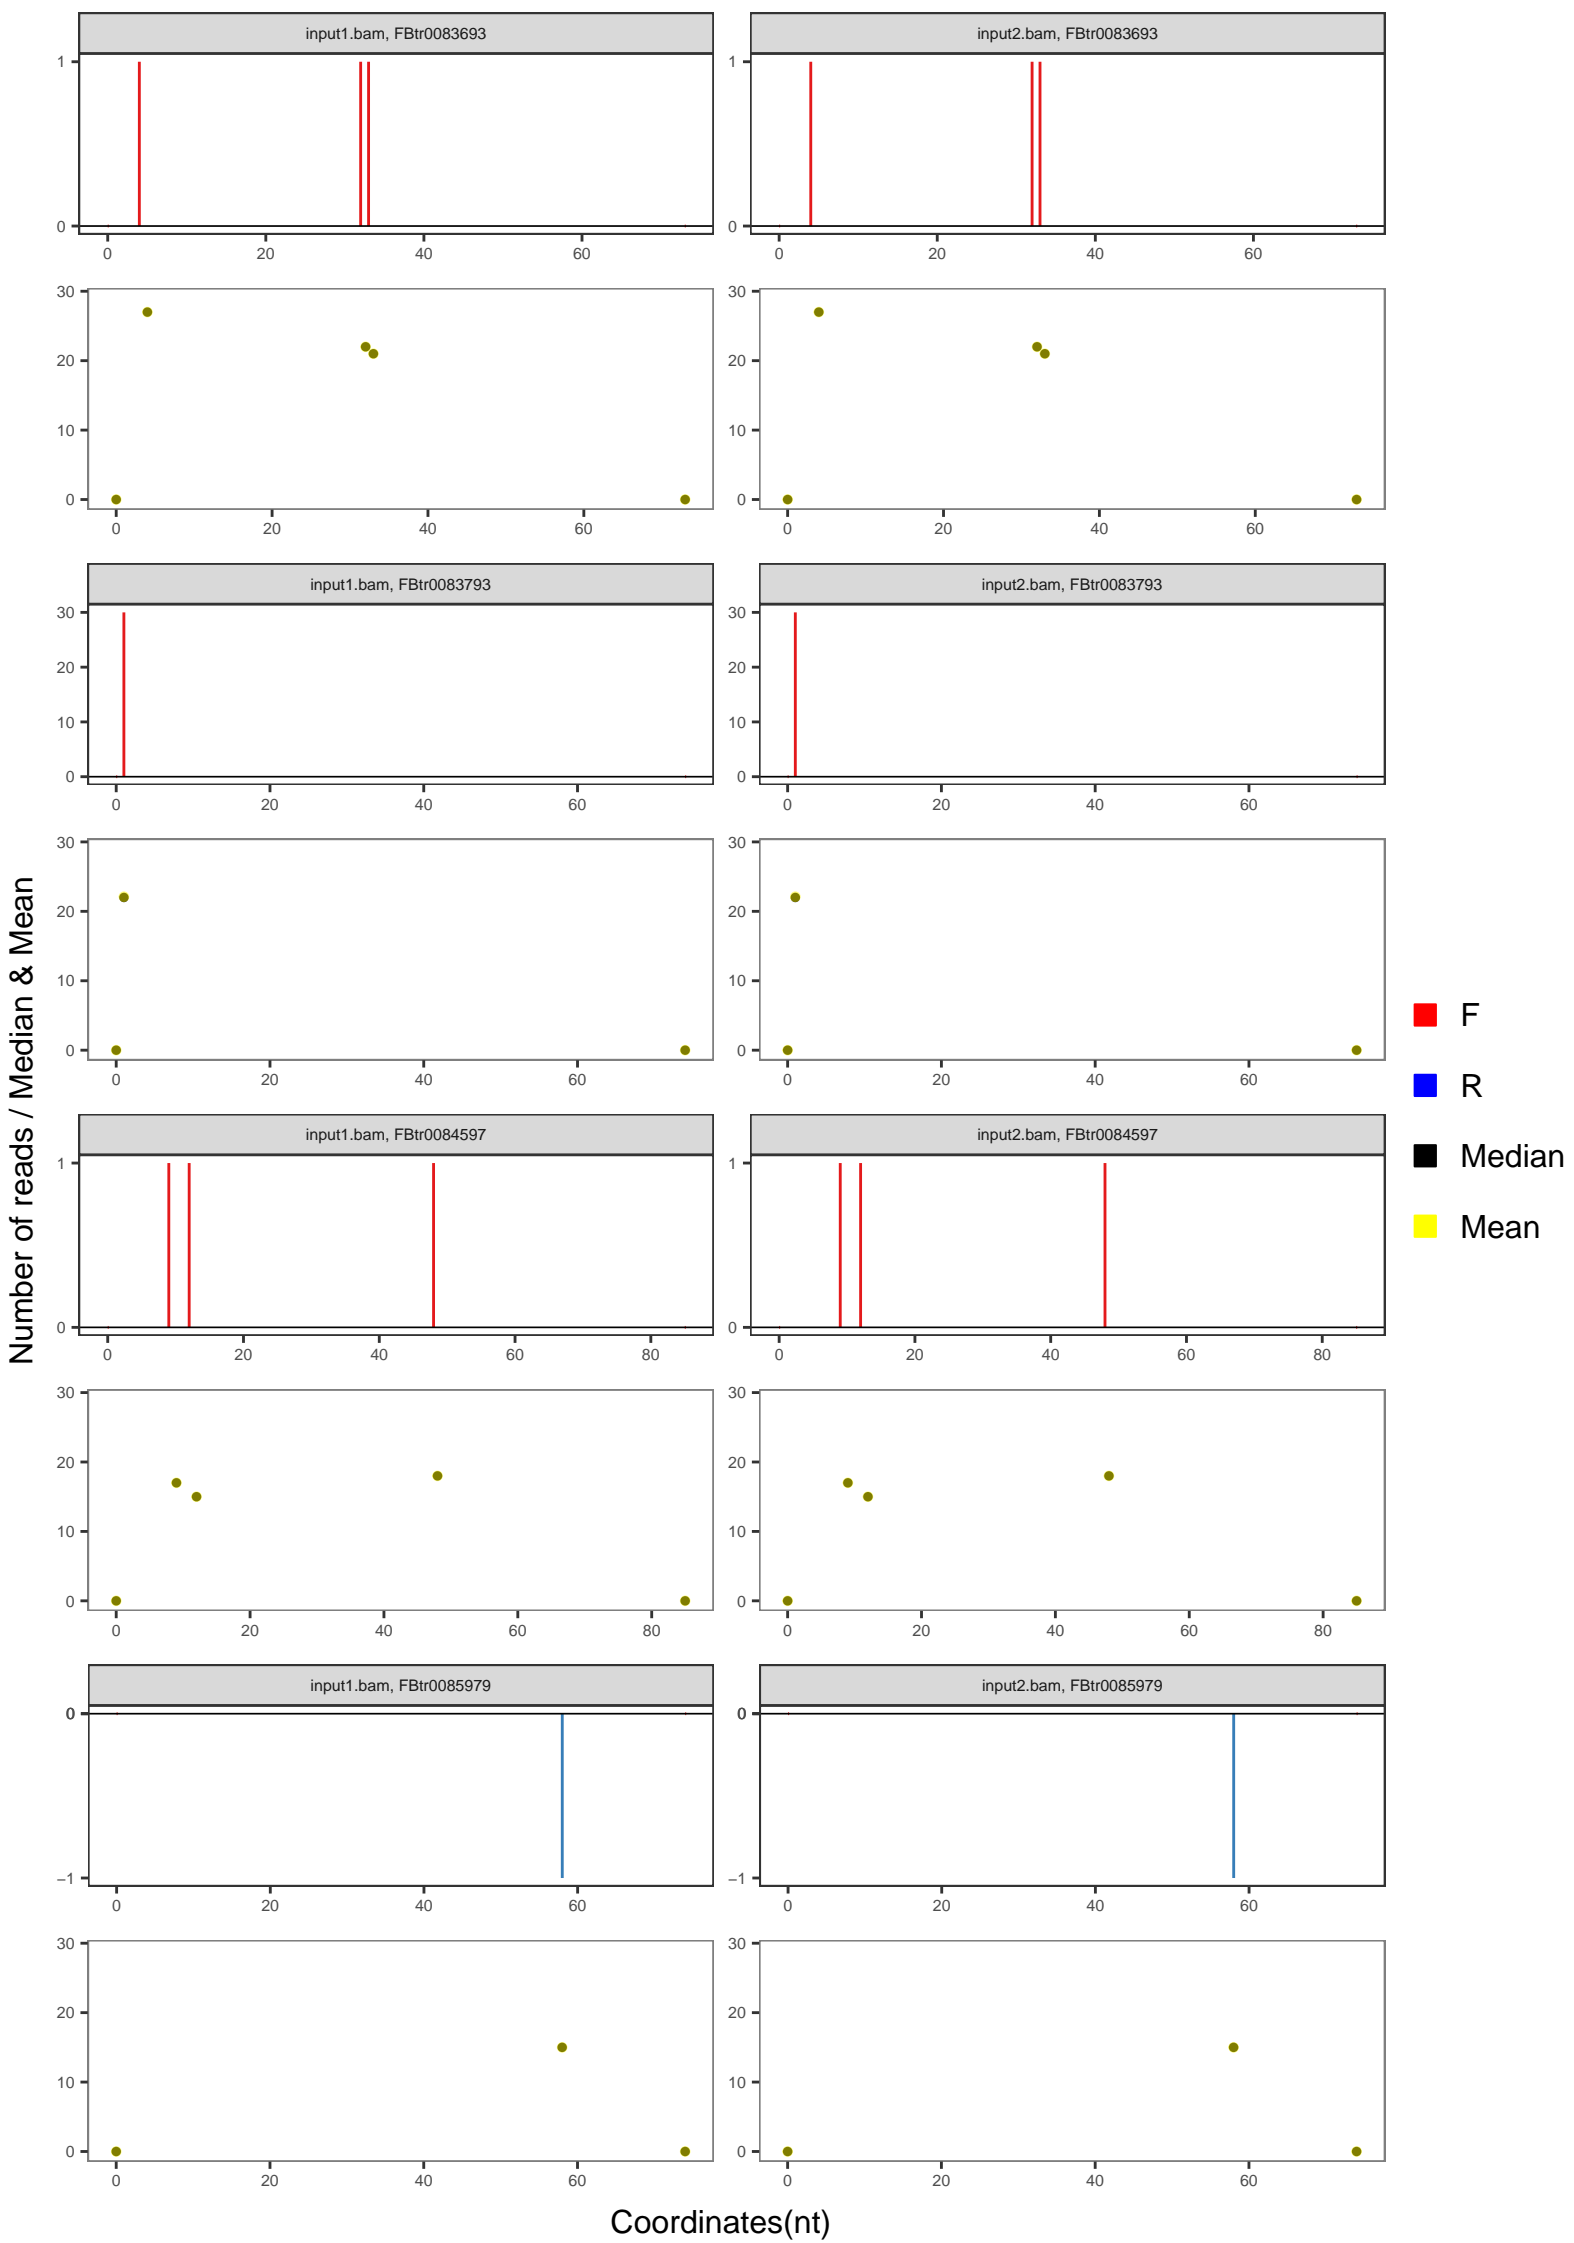 input1.bam, FBtr0083693 input2.bam, FBtr0083693
1 1
0 0
0 20 40 60 0 20 40 60
30 30
20 20
10 10
0 0
0 20 40 60 0 20 40 60
input1.bam, FBtr0083793 input2.bam, FBtr0083793
30 30
20 20
10 10
0 0
0 20 40 60 0 20 40 60
30 30
20 20
10 10
0 0
0 20 40 60 0 20 40 60
input1.bam, FBtr0084597 input2.bam, FBtr0084597
1 1
0 0
0 20 40 60 80 0 20 40 60 80
30 30
20 20
10 10
0 0
0 20 40 60 80 0 20 40 60 80
input1.bam, FBtr0085979 input2.bam, FBtr0085979
0 0
−1 −1
0 20 40 60 0 20 40 60
30 30
20 20
10 10
0 0
0 20 40 60 0 20 40 60
Number of reads / Median & Mean
Coordinates(nt)
F
R
Median
Mean